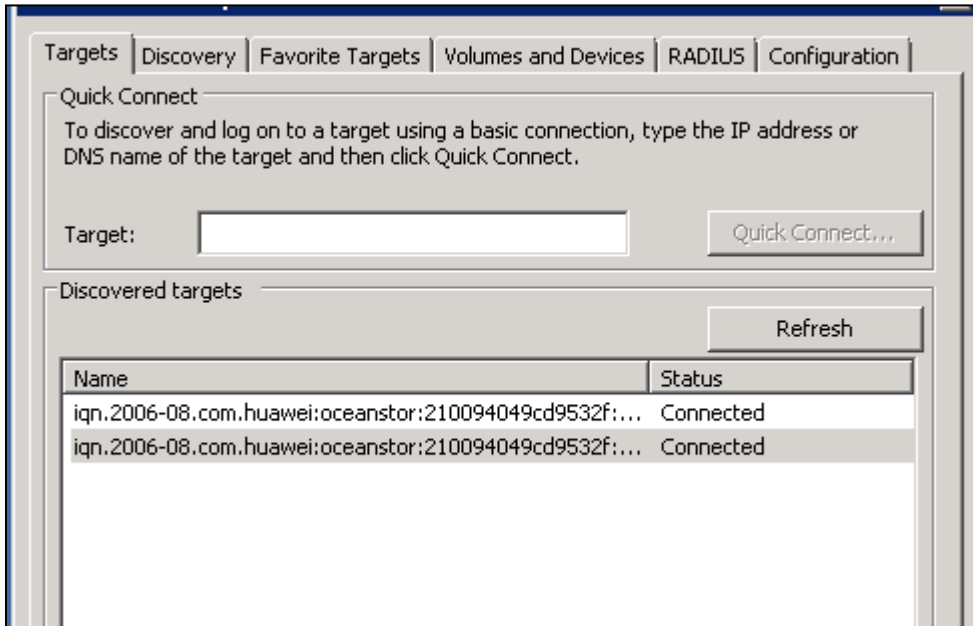 Targets Discovery Favorite Targets Volumes and Devices RADIUS Configuration
Quick Connect
To discover and log on to a target using a basic connection, type the IP address or
DNS name of the target and then click Quick Connect.
Target: Quick Connect...
Discovered targets
Refresh
Name Status
iqn.2006-08.com.huawei:oceanstor:210094049cd9532f:... Connected
iqn.2006-08.com.huawei:oceanstor:210094049cd9532f:... Connected